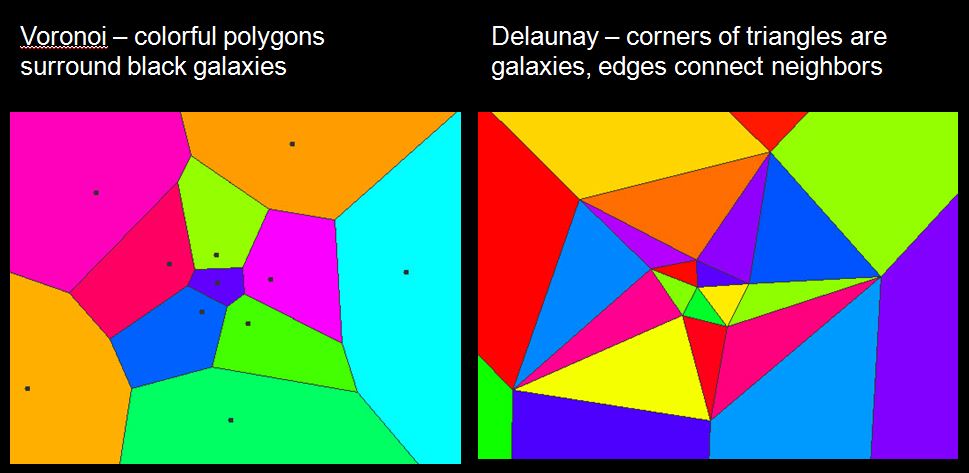 Voronoi – colorful polygons
surround black galaxies
Delaunay – corners of triangles are
galaxies, edges connect neighbors